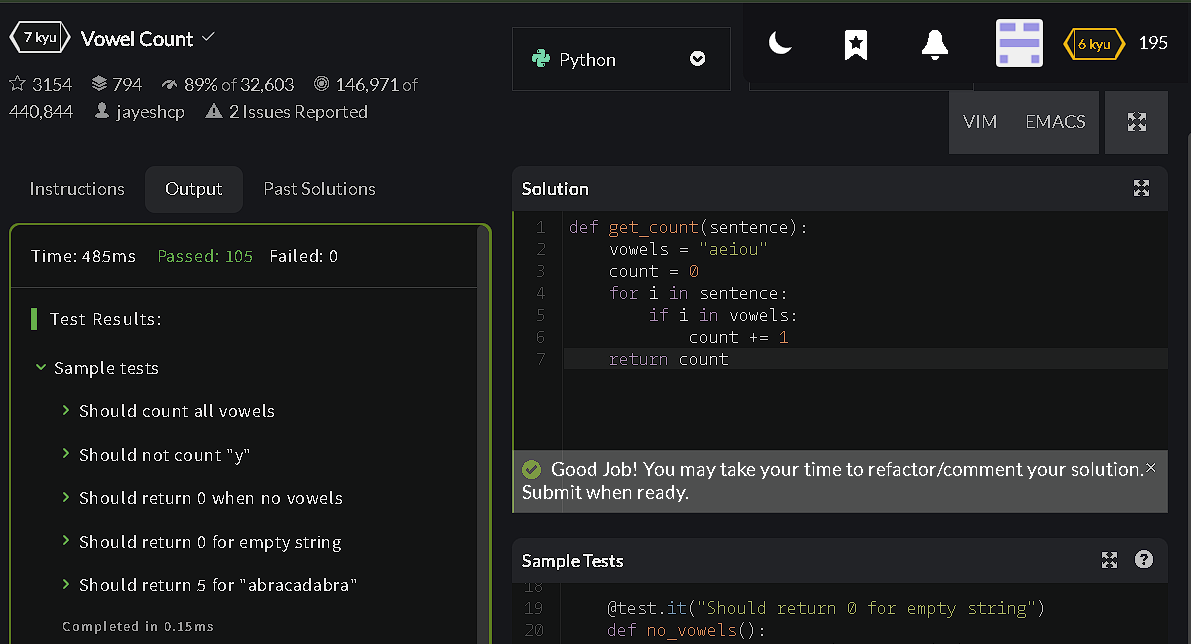 7 kyu Vowel Count
3154 794 89% of 32,603 146,971 of
440,844 jayeshcp 2 Issues Reported
Python
6 kyu 195
VIM EMACS
Instructions Output Past Solutions
Time: 485ms Passed: 105 Failed: 0
Test Results:
Sample tests
Should count all vowels
Should not count "y"
Should return 0 when no vowels
Should return 0 for empty string
Should return 5 for "abracadabra"
Completed in 0.15ms
Solution
1 def get_count(sentence):
2     vowels = "aeiou"
3     count = 0
4     for i in sentence:
5         if i in vowels:
6             count += 1
7     return count
Good Job! You may take your time to refactor/comment your solution.
Submit when ready.
Sample Tests
18
19     @test.it("Should return 0 for empty string")
20     def no_vowels():